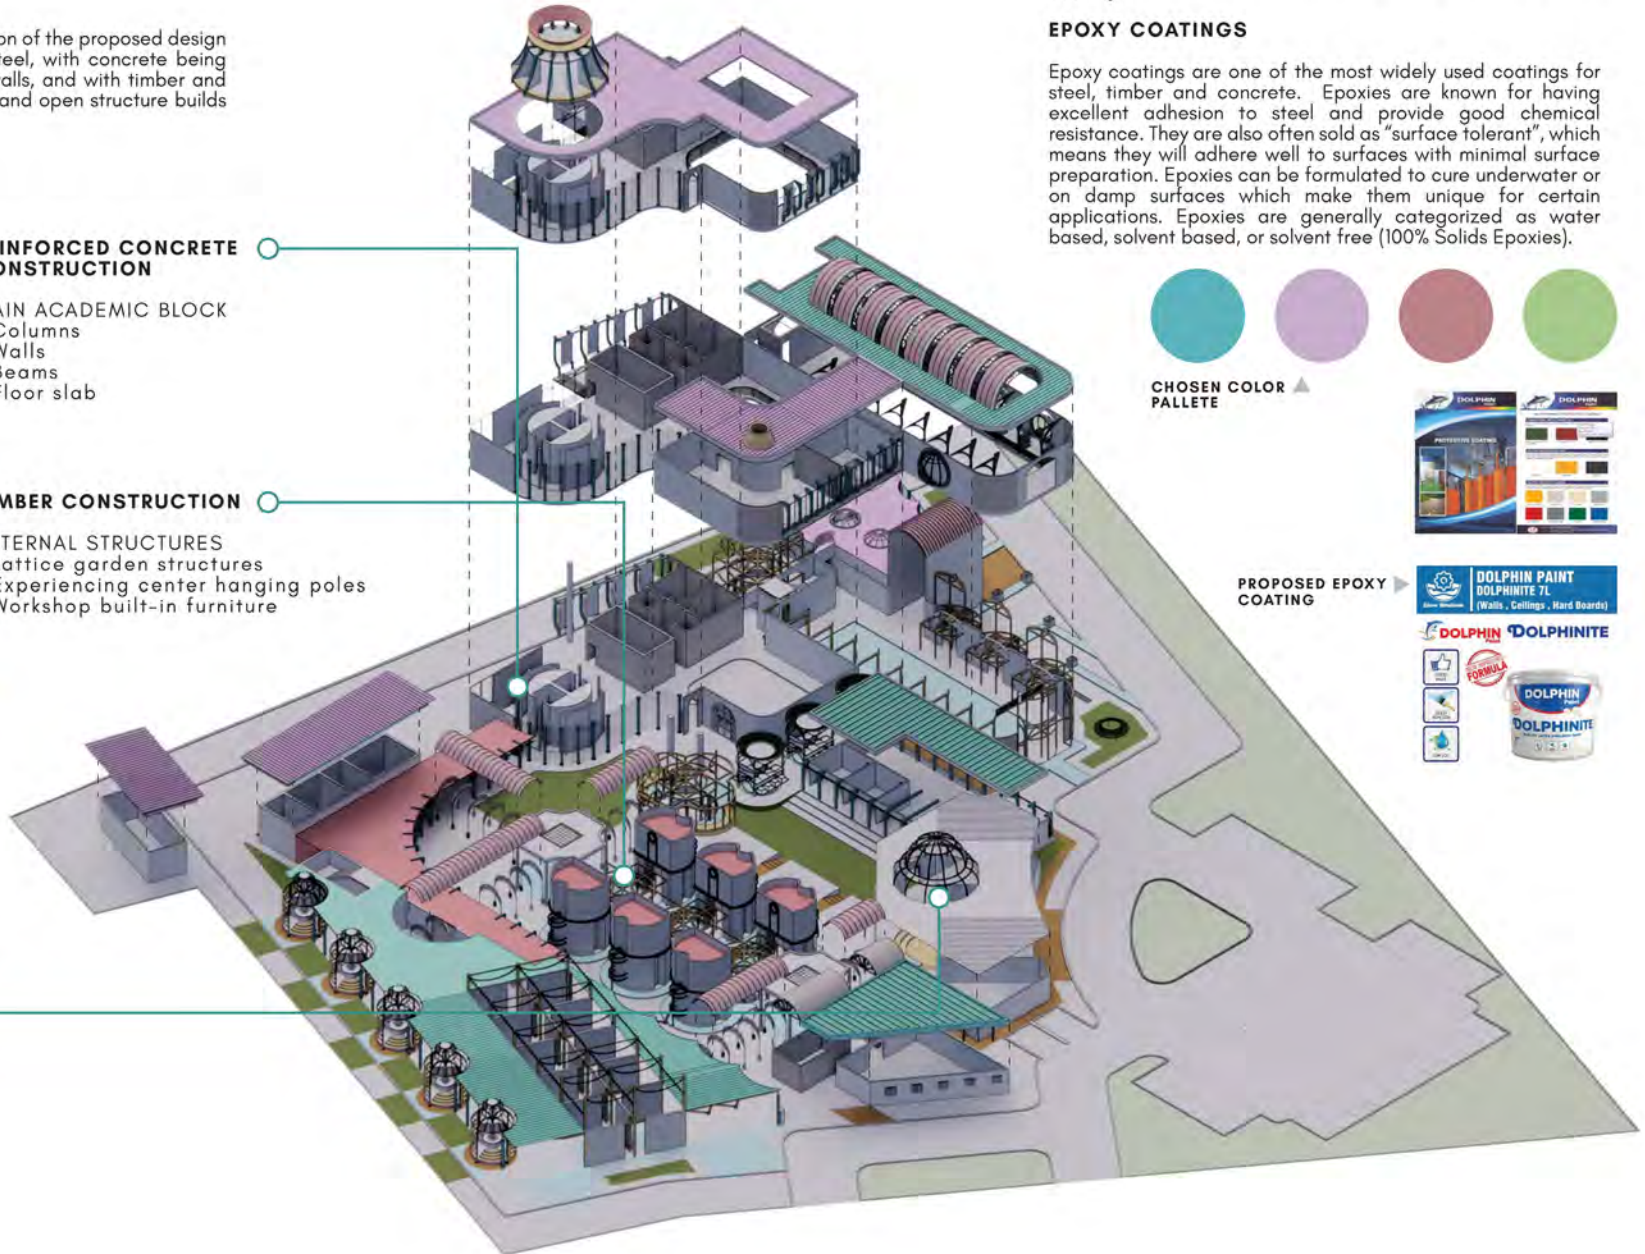 on of the proposed design
teel, with concrete being
alls, and with timber and
and open structure builds
INFORCED CONCRETE
ONSTRUCTION
AIN ACADEMIC BLOCK
Columns
Walls
Beams
Floor slab
MBER CONSTRUCTION
TERNAL STRUCTURES
attice garden structures
Experiencing center hanging poles
Workshop built-in furniture
EPOXY COATINGS
Epoxy coatings are one of the most widely used coatings for
steel, timber and concrete. Epoxies are known for having
excellent adhesion to steel and provide good chemical
resistance. They are also often sold as “surface tolerant”, which
means they will adhere well to surfaces with minimal surface
preparation. Epoxies can be formulated to cure underwater or
on damp surfaces which make them unique for certain
applications. Epoxies are generally categorized as water
based, solvent based, or solvent free (100% Solids Epoxies).
CHOSEN COLOR
PALLETE
DOLPHIN
DOLPHIN
PROTECTIVE COATING
PROPOSED EPOXY
COATING
DOLPHIN PAINT
DOLPHINITE 7L
(Walls , Ceilings , Hard Boards)
DOLPHIN Paint DOLPHINITE
FORMULA
DOLPHIN
Paint
DOLPHINITE